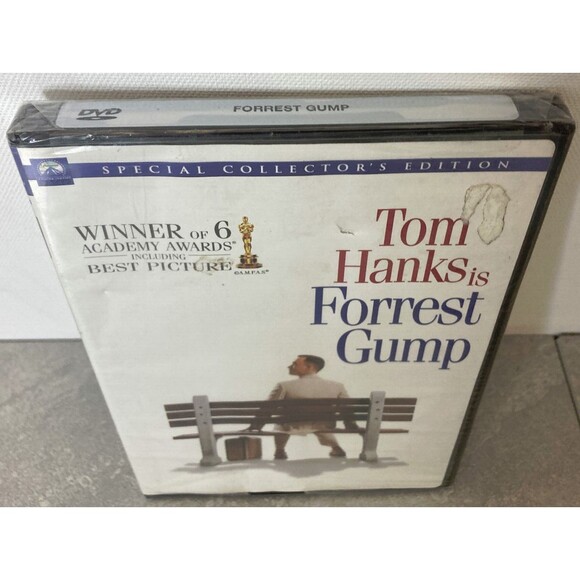 DVD
FORREST GUMP
SPECIAL COLLECTOR'S EDITION
WINNER OF 6
ACADEMY AWARDS®
INCLUDING
BEST PICTURE
©A.M.P.A.S.®
Tom
Hanks is
Forrest
Gump